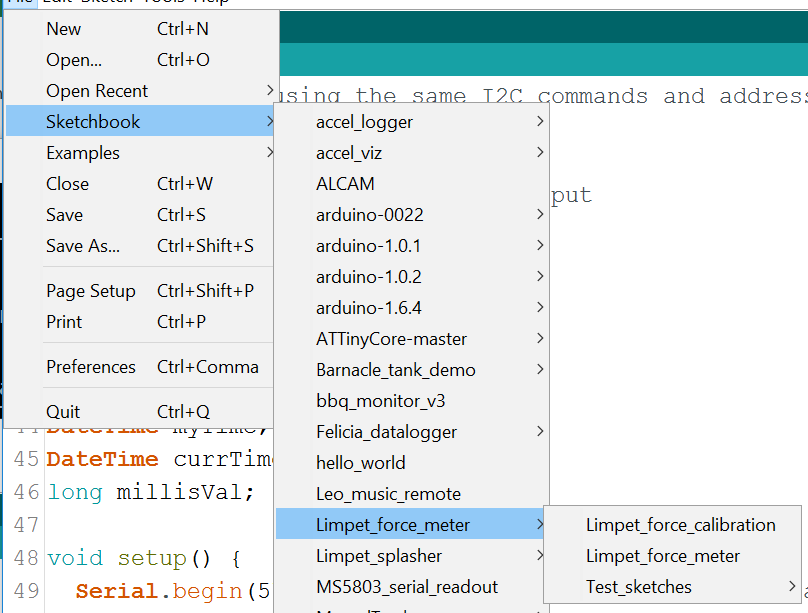 File Edit Sketch Tools Help
New Ctrl+N
Open... Ctrl+O
Open Recent
using the same I2C commands and address
Sketchbook
accel_logger
Examples
accel_viz
Close Ctrl+W
ALCAM
put
Save Ctrl+S
arduino-0022
Save As... Ctrl+Shift+S
arduino-1.0.1
arduino-1.0.2
Page Setup Ctrl+Shift+P
arduino-1.6.4
Print Ctrl+P
ATTinyCore-master
Preferences Ctrl+Comma
Barnacle_tank_demo
bbq_monitor_v3
Quit Ctrl+Q
44 DateTime myTime;
Felicia_datalogger
45 DateTime currTim
hello_world
46 long millisVal;
Leo_music_remote
47
Limpet_force_meter
Limpet_force_calibration
48 void setup() {
Limpet_splasher
Limpet_force_meter
49 Serial.begin(5
MS5803_serial_readout
Test_sketches